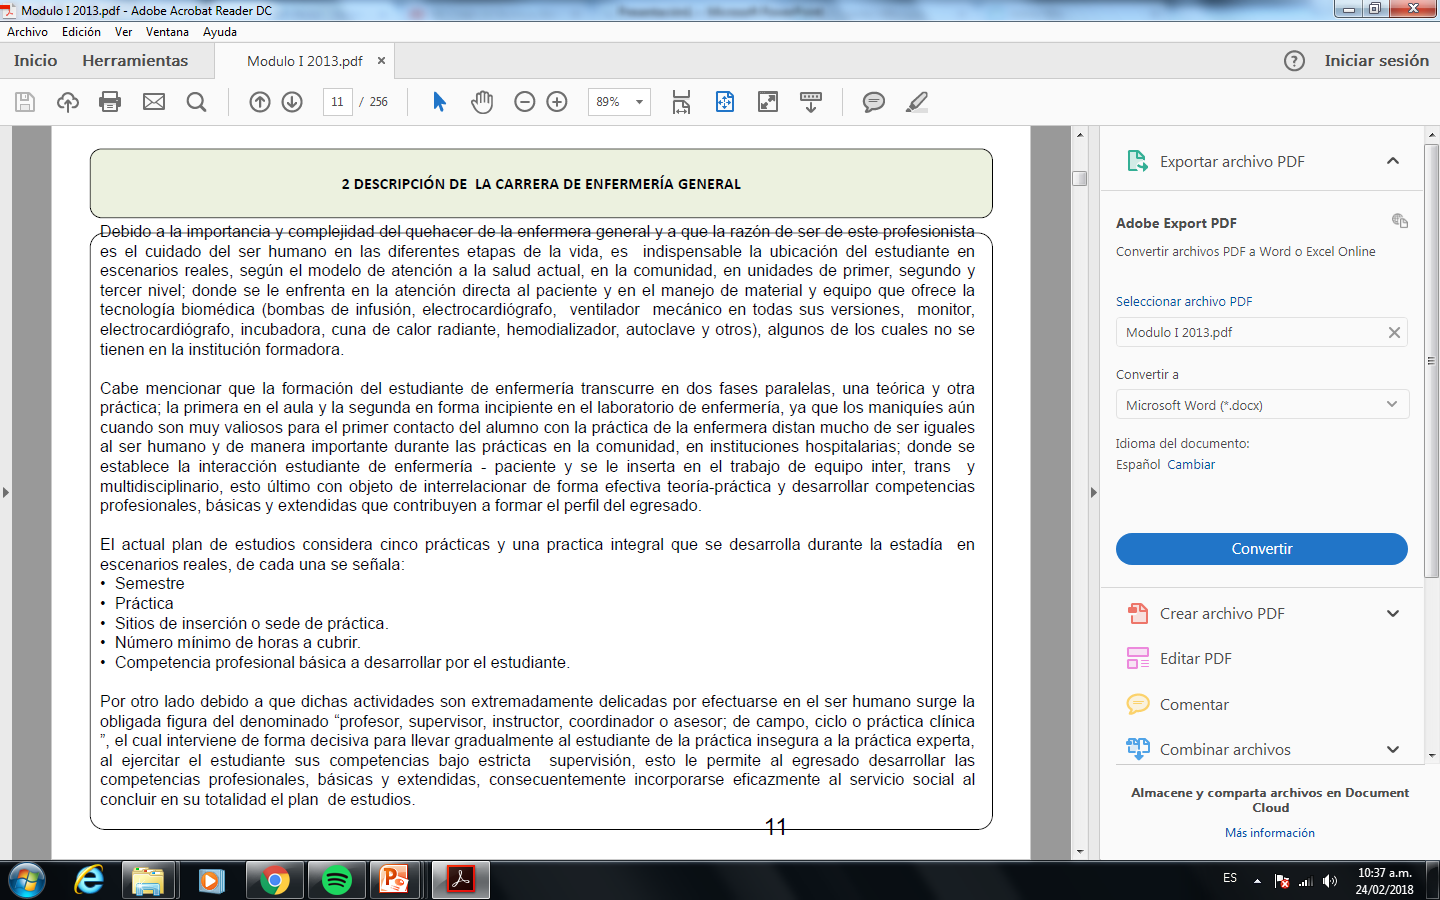 Modulo I 2013.pdf - Adobe Acrobat Reader DC
Archivo Edición Ver Ventana Ayuda
Inicio Herramientas Modulo I 2013.pdf × ? Iniciar sesión
11 / 256 89%
2 DESCRIPCIÓN DE LA CARRERA DE ENFERMERÍA GENERAL
Debido a la importancia y complejidad del quehacer de la enfermera general y a que la razón de ser de este profesionista
es el cuidado del ser humano en las diferentes etapas de la vida, es indispensable la ubicación del estudiante en
escenarios reales, según el modelo de atención a la salud actual, en la comunidad, en unidades de primer, segundo y
tercer nivel; donde se le enfrenta en la atención directa al paciente y en el manejo de material y equipo que ofrece la
tecnología biomédica (bombas de infusión, electrocardiógrafo, ventilador mecánico en todas sus versiones, monitor,
electrocardiógrafo, incubadora, cuna de calor radiante, hemodializador, autoclave y otros), algunos de los cuales no se
tienen en la institución formadora.
Cabe mencionar que la formación del estudiante de enfermería transcurre en dos fases paralelas, una teórica y otra
práctica; la primera en el aula y la segunda en forma incipiente en el laboratorio de enfermería, ya que los maniquíes aún
cuando son muy valiosos para el primer contacto del alumno con la práctica de la enfermera distan mucho de ser iguales
al ser humano y de manera importante durante las prácticas en la comunidad, en instituciones hospitalarias; donde se
establece la interacción estudiante de enfermería - paciente y se le inserta en el trabajo de equipo inter, trans y
multidisciplinario, esto último con objeto de interrelacionar de forma efectiva teoría-práctica y desarrollar competencias
profesionales, básicas y extendidas que contribuyen a formar el perfil del egresado.
El actual plan de estudios considera cinco prácticas y una practica integral que se desarrolla durante la estadía en
escenarios reales, de cada una se señala:
• Semestre
• Práctica
• Sitios de inserción o sede de práctica.
• Número mínimo de horas a cubrir.
• Competencia profesional básica a desarrollar por el estudiante.
Por otro lado debido a que dichas actividades son extremadamente delicadas por efectuarse en el ser humano surge la
obligada figura del denominado “profesor, supervisor, instructor, coordinador o asesor; de campo, ciclo o práctica clínica
”, el cual interviene de forma decisiva para llevar gradualmente al estudiante de la práctica insegura a la práctica experta,
al ejercitar el estudiante sus competencias bajo estricta supervisión, esto le permite al egresado desarrollar las
competencias profesionales, básicas y extendidas, consecuentemente incorporarse eficazmente al servicio social al
concluir en su totalidad el plan de estudios.
11
Exportar archivo PDF
Adobe Export PDF
Convertir archivos PDF a Word o Excel Online
Seleccionar archivo PDF
Modulo I 2013.pdf
Convertir a
Microsoft Word (*.docx)
Idioma del documento:
Español Cambiar
Convertir
Crear archivo PDF
Editar PDF
Comentar
Combinar archivos
Almacene y comparta archivos en Document
Cloud
Más información
ES
10:37 a.m.
24/02/2018